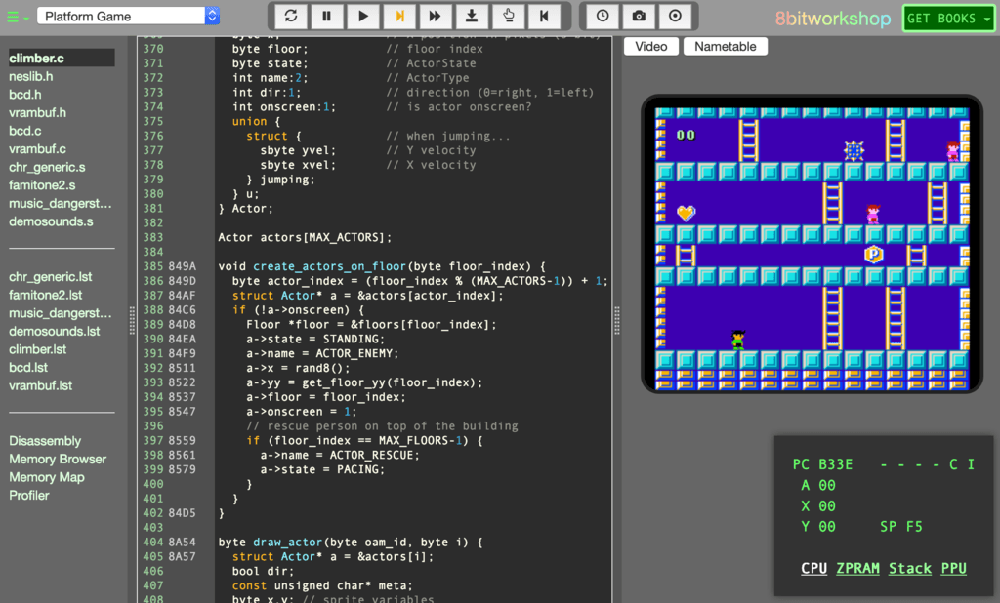 Platform Game
8bitworkshop
GET BOOKS
climber.c
neslib.h
bcd.h
vrambuf.h
bcd.c
vrambuf.c
chr_generic.s
famitone2.s
music_dangerst...
demosounds.s
chr_generic.lst
famitone2.lst
music_dangerst...
demosounds.lst
climber.lst
bcd.lst
vrambuf.lst
Disassembly
Memory Browser
Memory Map
Profiler
370 byte floor; // floor index
371 byte state; // ActorState
372 int name:2; // ActorType
373 int dir:1; // direction (0=right, 1=left)
374 int onscreen:1; // is actor onscreen?
375 union {
376 struct { // when jumping...
377 sbyte yvel; // Y velocity
378 sbyte xvel; // X velocity
379 } jumping;
380 } u;
381 } Actor;
382
383 Actor actors[MAX_ACTORS];
384
385 849A void create_actors_on_floor(byte floor_index) {
386 849D byte actor_index = (floor_index % (MAX_ACTORS-1)) + 1;
387 84AF struct Actor* a = &actors[actor_index];
388 84C6 if (!a->onscreen) {
389 84D8 Floor *floor = &floors[floor_index];
390 84EA a->state = STANDING;
391 84F9 a->name = ACTOR_ENEMY;
392 8511 a->x = rand8();
393 8522 a->yy = get_floor_yy(floor_index);
394 8537 a->floor = floor_index;
395 8547 a->onscreen = 1;
396 // rescue person on top of the building
397 8559 if (floor_index == MAX_FLOORS-1) {
398 8561 a->name = ACTOR_RESCUE;
399 8579 a->state = PACING;
400 }
401 }
402 84D5 }
403
404 8A54 byte draw_actor(byte oam_id, byte i) {
405 8A57 struct Actor* a = &actors[i];
406 bool dir;
407 const unsigned char* meta;
408 byte x,y; // sprite variables
Video
Nametable
00
P
PC B33E - - - - C I
A 00
X 00
Y 00 SP F5
CPU ZPRAM Stack PPU